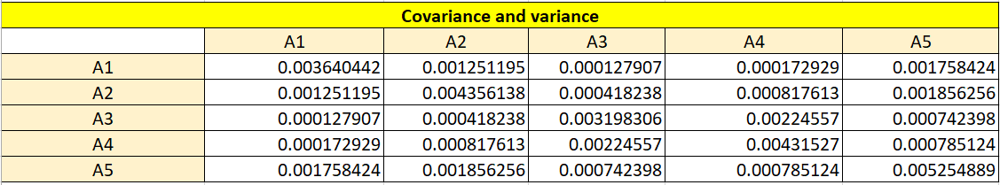 Covariance and variance
A1 A2 A3 A4 A5
A1 0.003640442 0.001251195 0.000127907 0.000172929 0.001758424
A2 0.001251195 0.004356138 0.000418238 0.000817613 0.001856256
A3 0.000127907 0.000418238 0.003198306 0.00224557 0.000742398
A4 0.000172929 0.000817613 0.00224557 0.00431527 0.000785124
A5 0.001758424 0.001856256 0.000742398 0.000785124 0.005254889